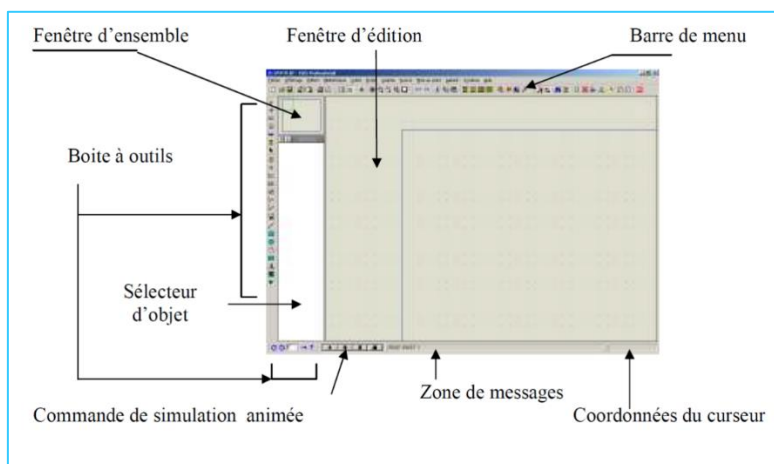 Fenêtre d'ensemble
Fenêtre d'édition
Barre de menu
Boite à outils
Sélecteur
d'objet
Zone de messages
Commande de simulation animée
Coordonnées du curseur